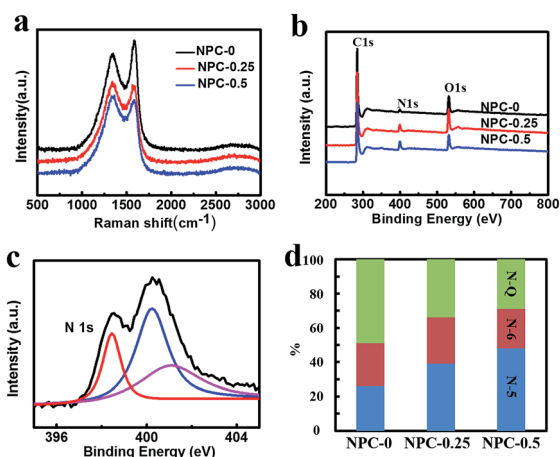 a
NPC-0
NPC-0.25
NPC-0.5
Intensity(a.u.)
500 1000 1500 2000 2500 3000
Raman shift(cm-1)
b
C1s
N1s
O1s
NPC-0
NPC-0.25
NPC-0.5
Intensity(a.u.)
200 300 400 500 600 700 800
Binding Energy (eV)
c
N 1s
Intensity (a.u.)
396 400 404
Binding Energy (eV)
d
100
80
60
40
20
0
%
N-Q
N-6
N-5
NPC-0 NPC-0.25 NPC-0.5